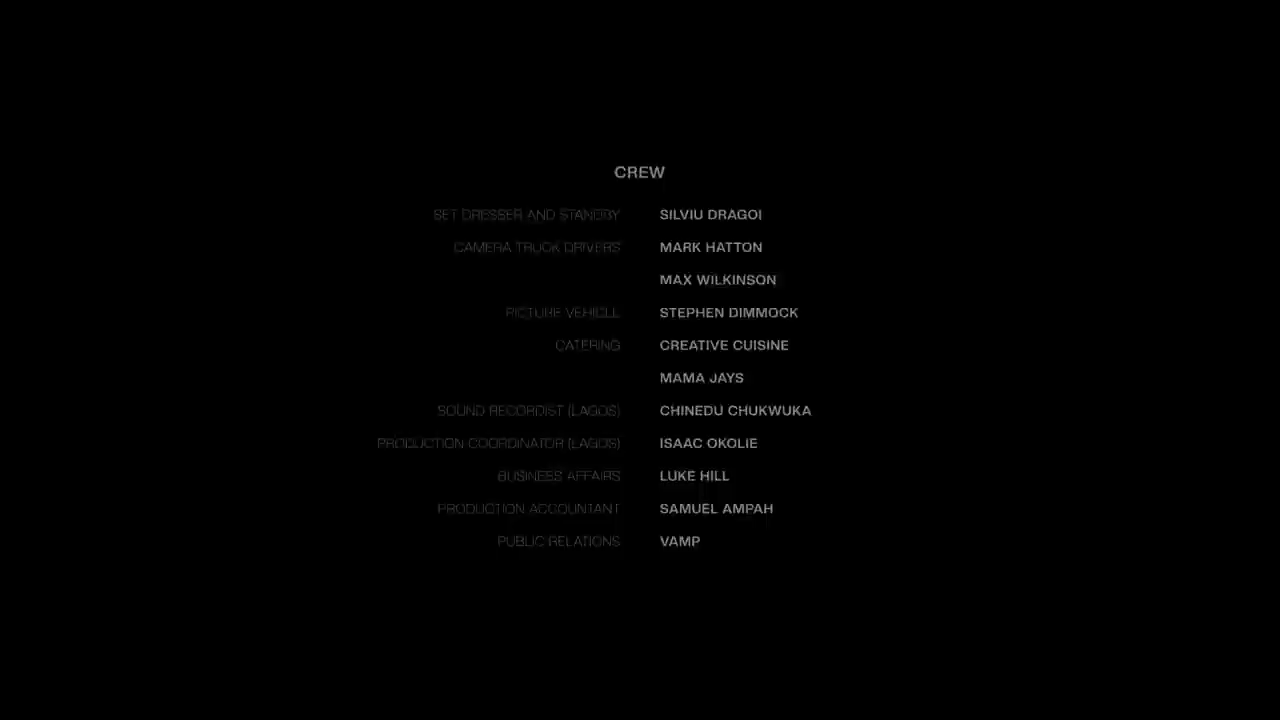 CREW
SET DRESSER AND STANDBY SILVIU DRAGOI
CAMERA TRUCK DRIVERS MARK HATTON
MAX WILKINSON
PICTURE VEHICLE STEPHEN DIMMOCK
CATERING CREATIVE CUISINE
MAMA JAYS
SOUND RECORDIST (LAGOS) CHINEDU CHUKWUKA
PRODUCTION COORDINATOR (LAGOS) ISAAC OKOLIE
BUSINESS AFFAIRS LUKE HILL
PRODUCTION ACCOUNTANT SAMUEL AMPAH
PUBLIC RELATIONS VAMP